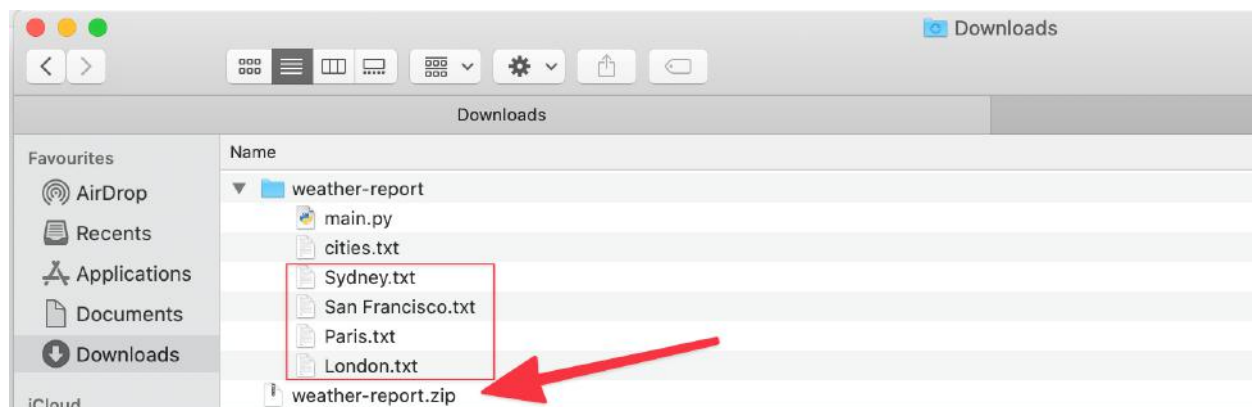 Downloads
Downloads
Favourites
Name
AirDrop
weather-report
main.py
Recents
cities.txt
Applications
Sydney.txt
San Francisco.txt
Documents
Paris.txt
Downloads
London.txt
iCloud
weather-report.zip